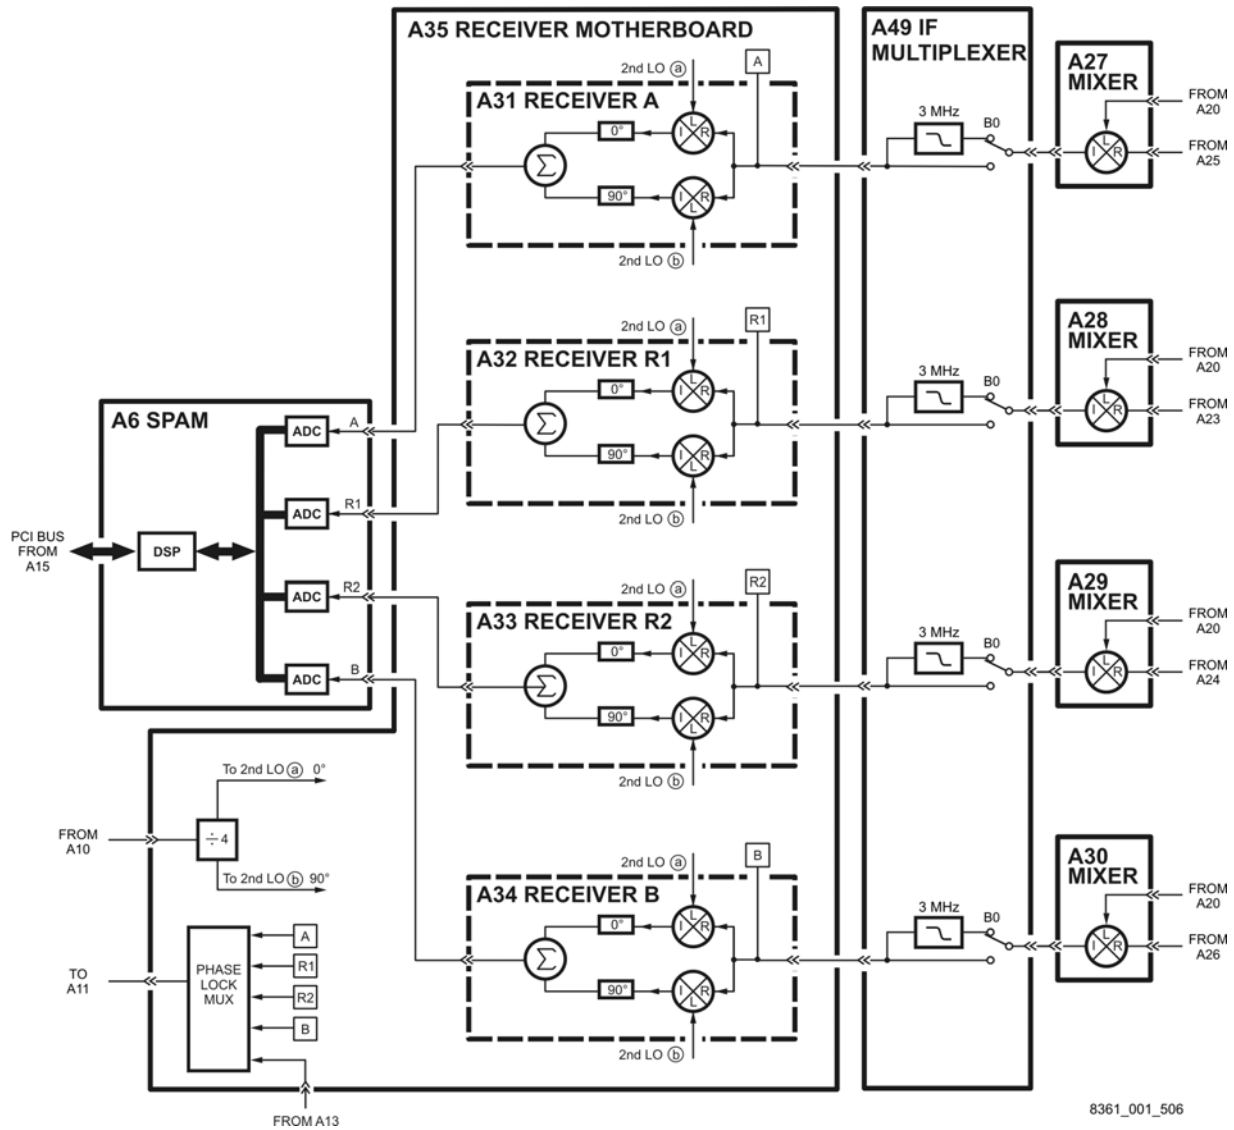 A35 RECEIVER MOTHERBOARD
A49 IF
MULTIPLEXER
A27
MIXER
2nd LO a
A
A31 RECEIVER A
0°
L
I
R
Σ
90°
I
R
L
2nd LO b
3 MHz
B0
L
I
R
FROM
A20
FROM
A25
A28
MIXER
2nd LO a
R1
A32 RECEIVER R1
0°
L
I
R
Σ
90°
I
R
L
2nd LO b
3 MHz
B0
L
I
R
FROM
A20
FROM
A23
A6 SPAM
ADC
A
ADC
R1
ADC
R2
ADC
B
PCI BUS
FROM
A15
DSP
A29
MIXER
2nd LO a
R2
A33 RECEIVER R2
0°
L
I
R
Σ
90°
I
R
L
2nd LO b
3 MHz
B0
L
I
R
FROM
A20
FROM
A24
To 2nd LO a 0°
FROM
A10
÷4
To 2nd LO b 90°
A30
MIXER
2nd LO a
B
A34 RECEIVER B
0°
L
I
R
Σ
90°
I
R
L
2nd LO b
3 MHz
B0
L
I
R
FROM
A20
FROM
A26
TO
A11
PHASE
LOCK
MUX
A
R1
R2
B
FROM A13
8361_001_506